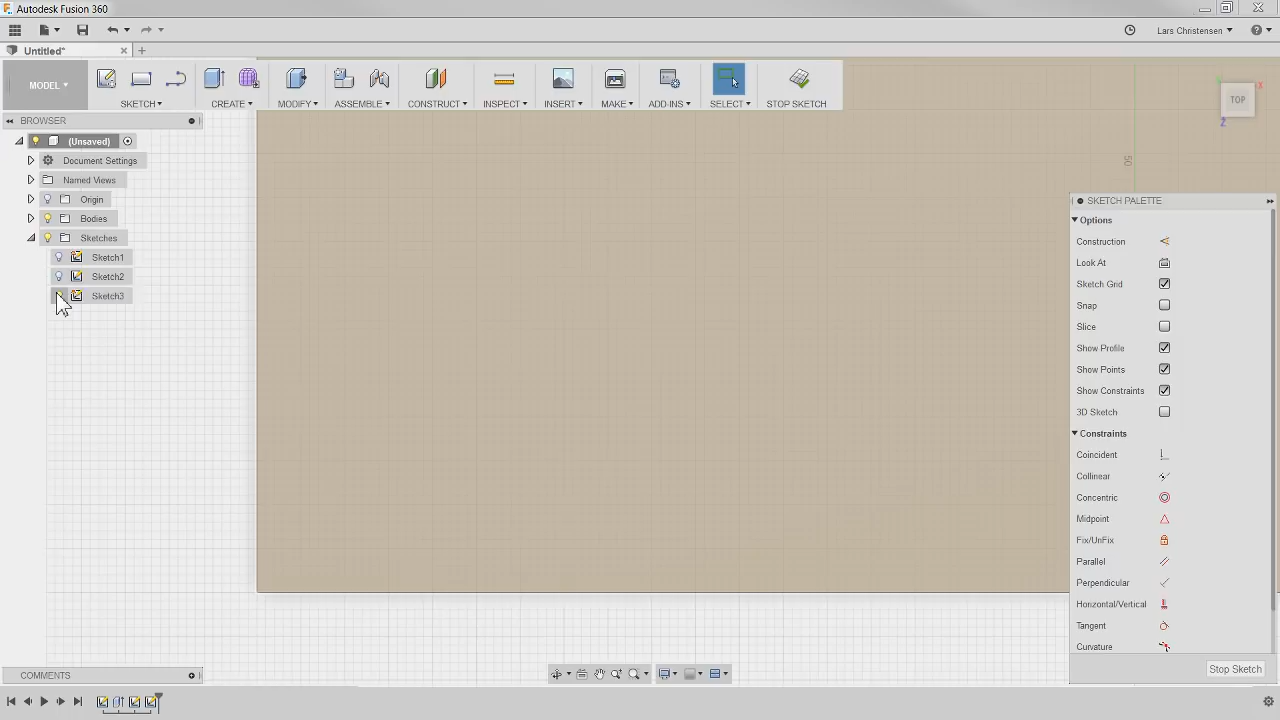 Autodesk Fusion 360
Lars Christensen
Untitled*
MODEL
SKETCH
CREATE
MODIFY
ASSEMBLE
CONSTRUCT
INSPECT
INSERT
MAKE
ADD-INS
SELECT
STOP SKETCH
TOP
X
Z
BROWSER
(Unsaved)
Document Settings
Named Views
Origin
Bodies
Sketches
Sketch1
Sketch2
Sketch3
50
SKETCH PALETTE
Options
Construction
Look At
Sketch Grid
Snap
Slice
Show Profile
Show Points
Show Constraints
3D Sketch
Constraints
Coincident
Collinear
Concentric
Midpoint
Fix/UnFix
Parallel
Perpendicular
Horizontal/Vertical
Tangent
Curvature
Stop Sketch
COMMENTS